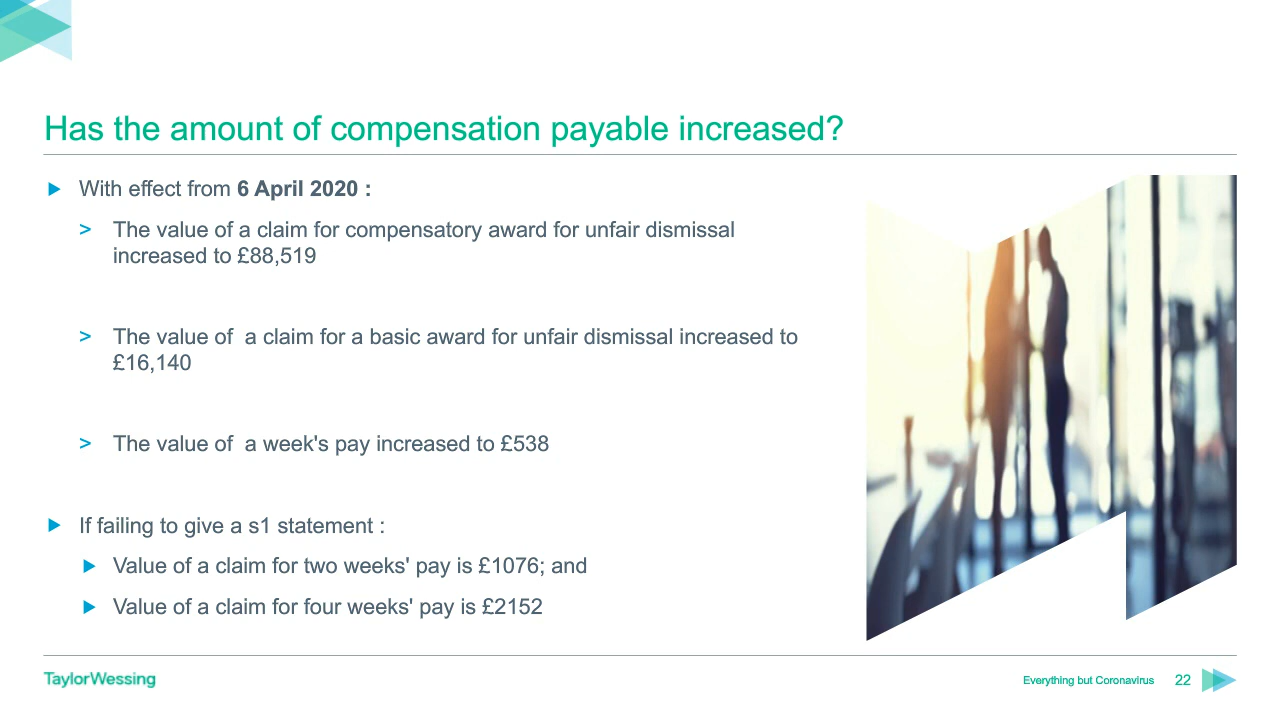 Has the amount of compensation payable increased?
With effect from 6 April 2020 :
> The value of a claim for compensatory award for unfair dismissal
increased to £88,519
> The value of  a claim for a basic award for unfair dismissal increased to
£16,140
> The value of  a week's pay increased to £538
If failing to give a s1 statement :
Value of a claim for two weeks' pay is £1076; and
Value of a claim for four weeks' pay is £2152
TaylorWessing
Everything but Coronavirus 22